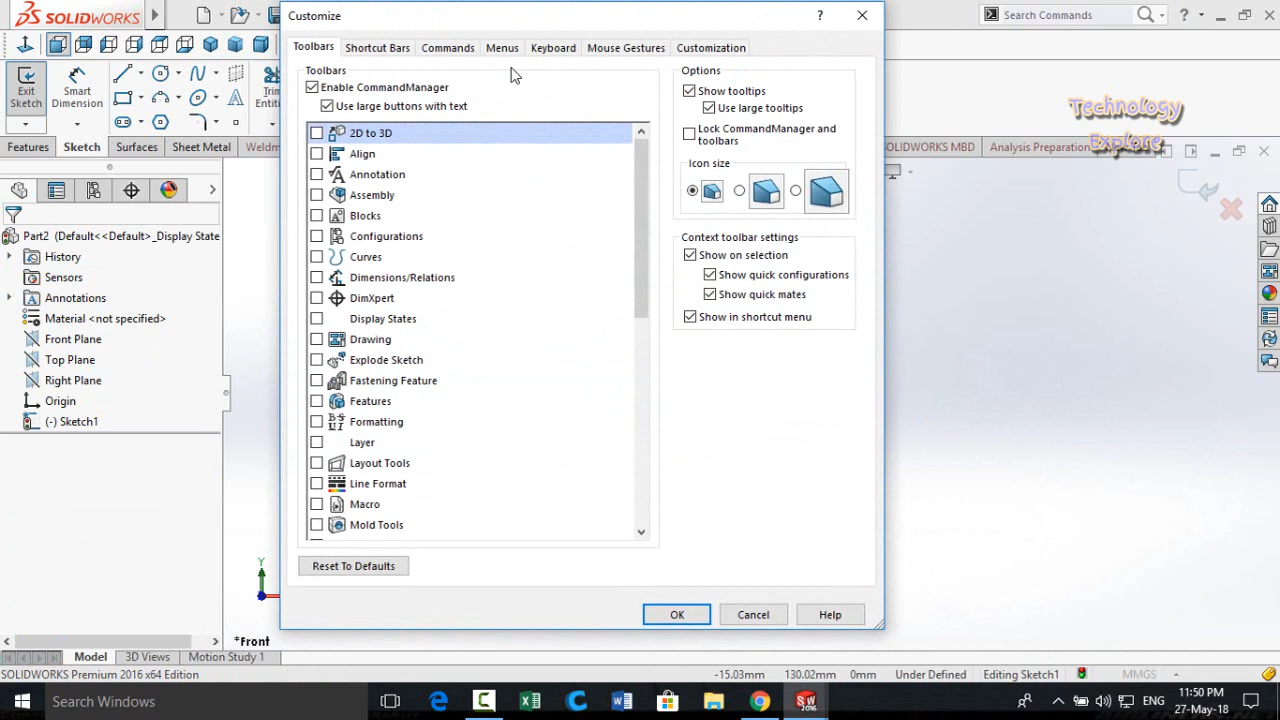 SOLIDWORKS
Customize
Search Commands
Toolbars
Shortcut Bars
Commands
Menus
Keyboard
Mouse Gestures
Customization
Exit
Sketch
Smart
Dimension
Trim
Entiti
Features
Sketch
Surfaces
Sheet Metal
Weldm
SOLIDWORKS MBD
Analysis Preparation
Technology
Explore
Part2 (Default<<Default>_Display State
History
Sensors
Annotations
Material <not specified>
Front Plane
Top Plane
Right Plane
Origin
(-) Sketch1
Toolbars
Enable CommandManager
Use large buttons with text
2D to 3D
Align
Annotation
Assembly
Blocks
Configurations
Curves
Dimensions/Relations
DimXpert
Display States
Drawing
Explode Sketch
Fastening Feature
Features
Formatting
Layer
Layout Tools
Line Format
Macro
Mold Tools
Reset To Defaults
Options
Show tooltips
Use large tooltips
Lock CommandManager and
toolbars
Icon size
Context toolbar settings
Show on selection
Show quick configurations
Show quick mates
Show in shortcut menu
OK
Cancel
Help
Y
*Front
Model
3D Views
Motion Study 1
SOLIDWORKS Premium 2016 x64 Edition
-15.03mm
130.02mm
0mm
Under Defined
Editing Sketch1
MMGS
Search Windows
ENG
11:50 PM
27-May-18